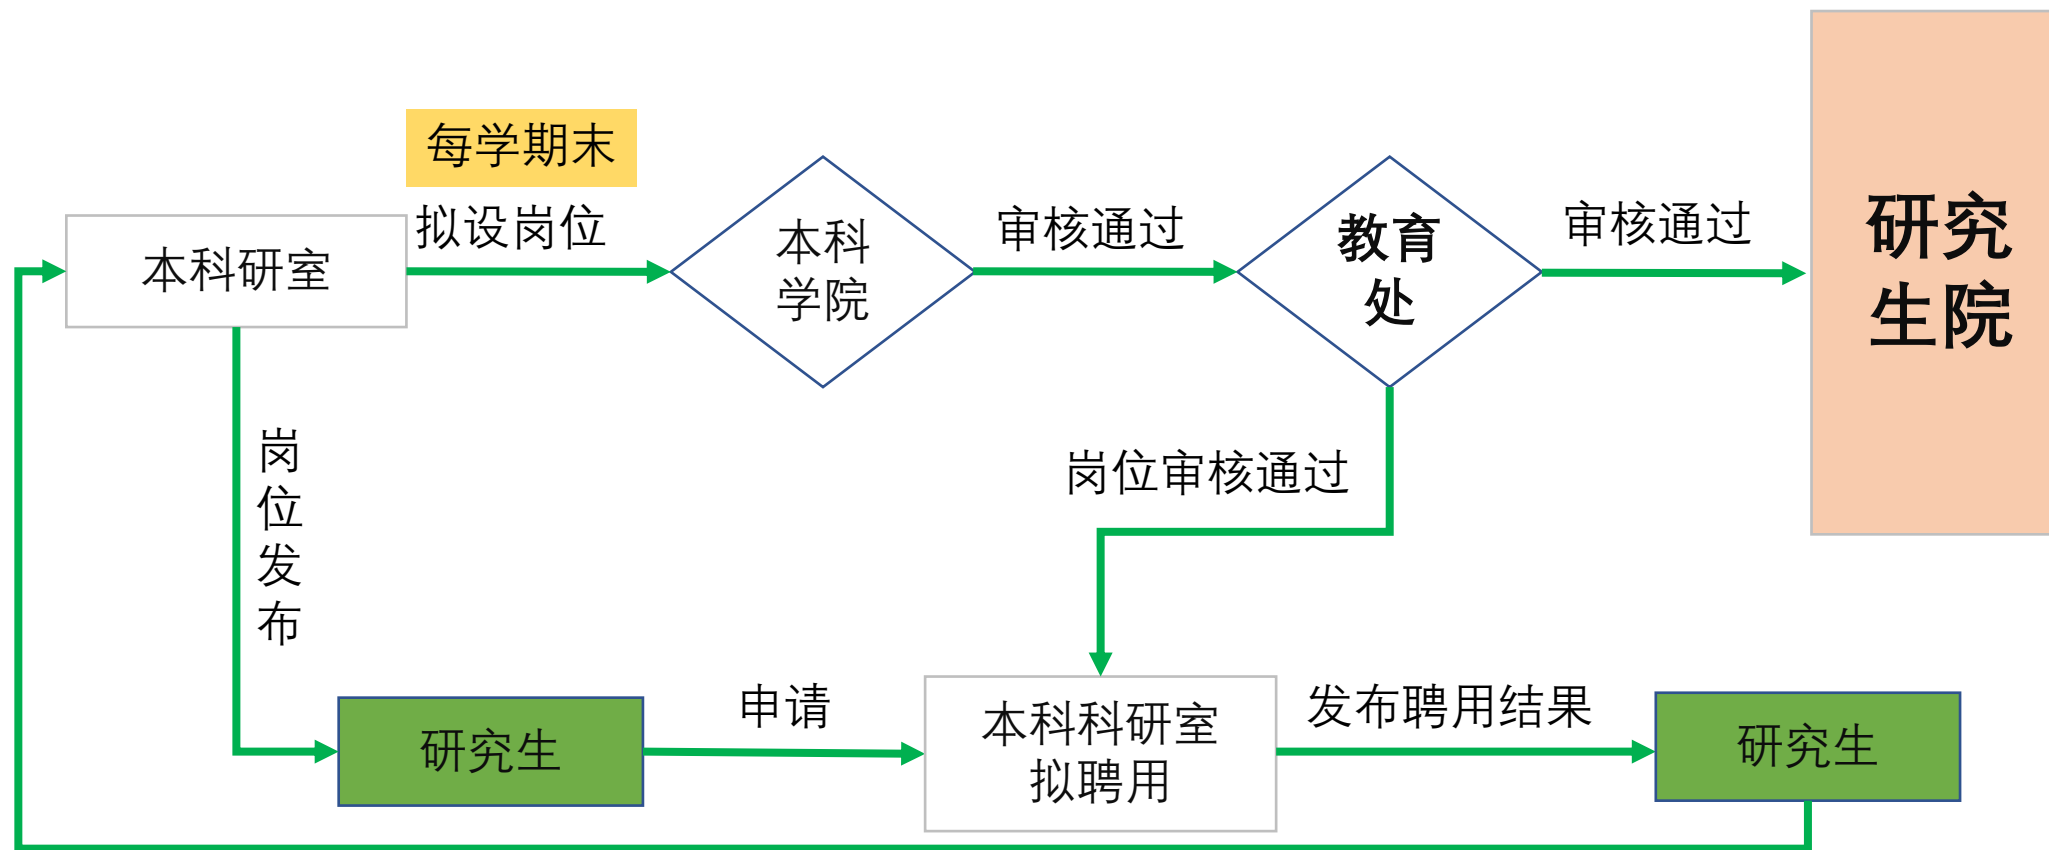 每学期末
拟设岗位
本科研室
本科
学院
审核通过
教育
处
审核通过
研究
生院
岗
位
发
布
岗位审核通过
研究生
申请
本科科研室
拟聘用
发布聘用结果
研究生